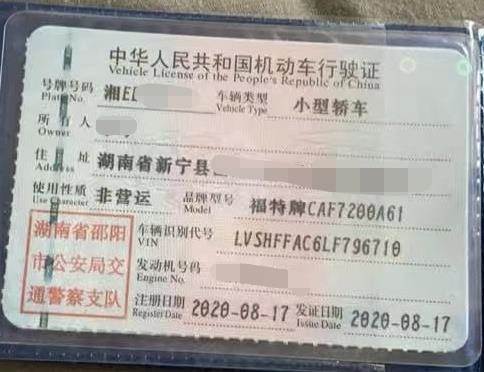 中华人民共和国机动车行驶证
Vehicle License of the People's Republic of China
号牌号码 湘EL 车辆类型 小型轿车
Plate No. Vehicle Type
所有人
Owner
住址 湖南省新宁县
Address
使用性质 非营运 品牌型号 福特牌CAF7200A61
Use Character Model
湖南省邵阳 车辆识别代号 LVSHFFAC6LF796710
市公安局交 VIN
通警察支队 发动机号码
Engine No.
注册日期 2020-08-17 发证日期 2020-08-17
Register Date Issue Date